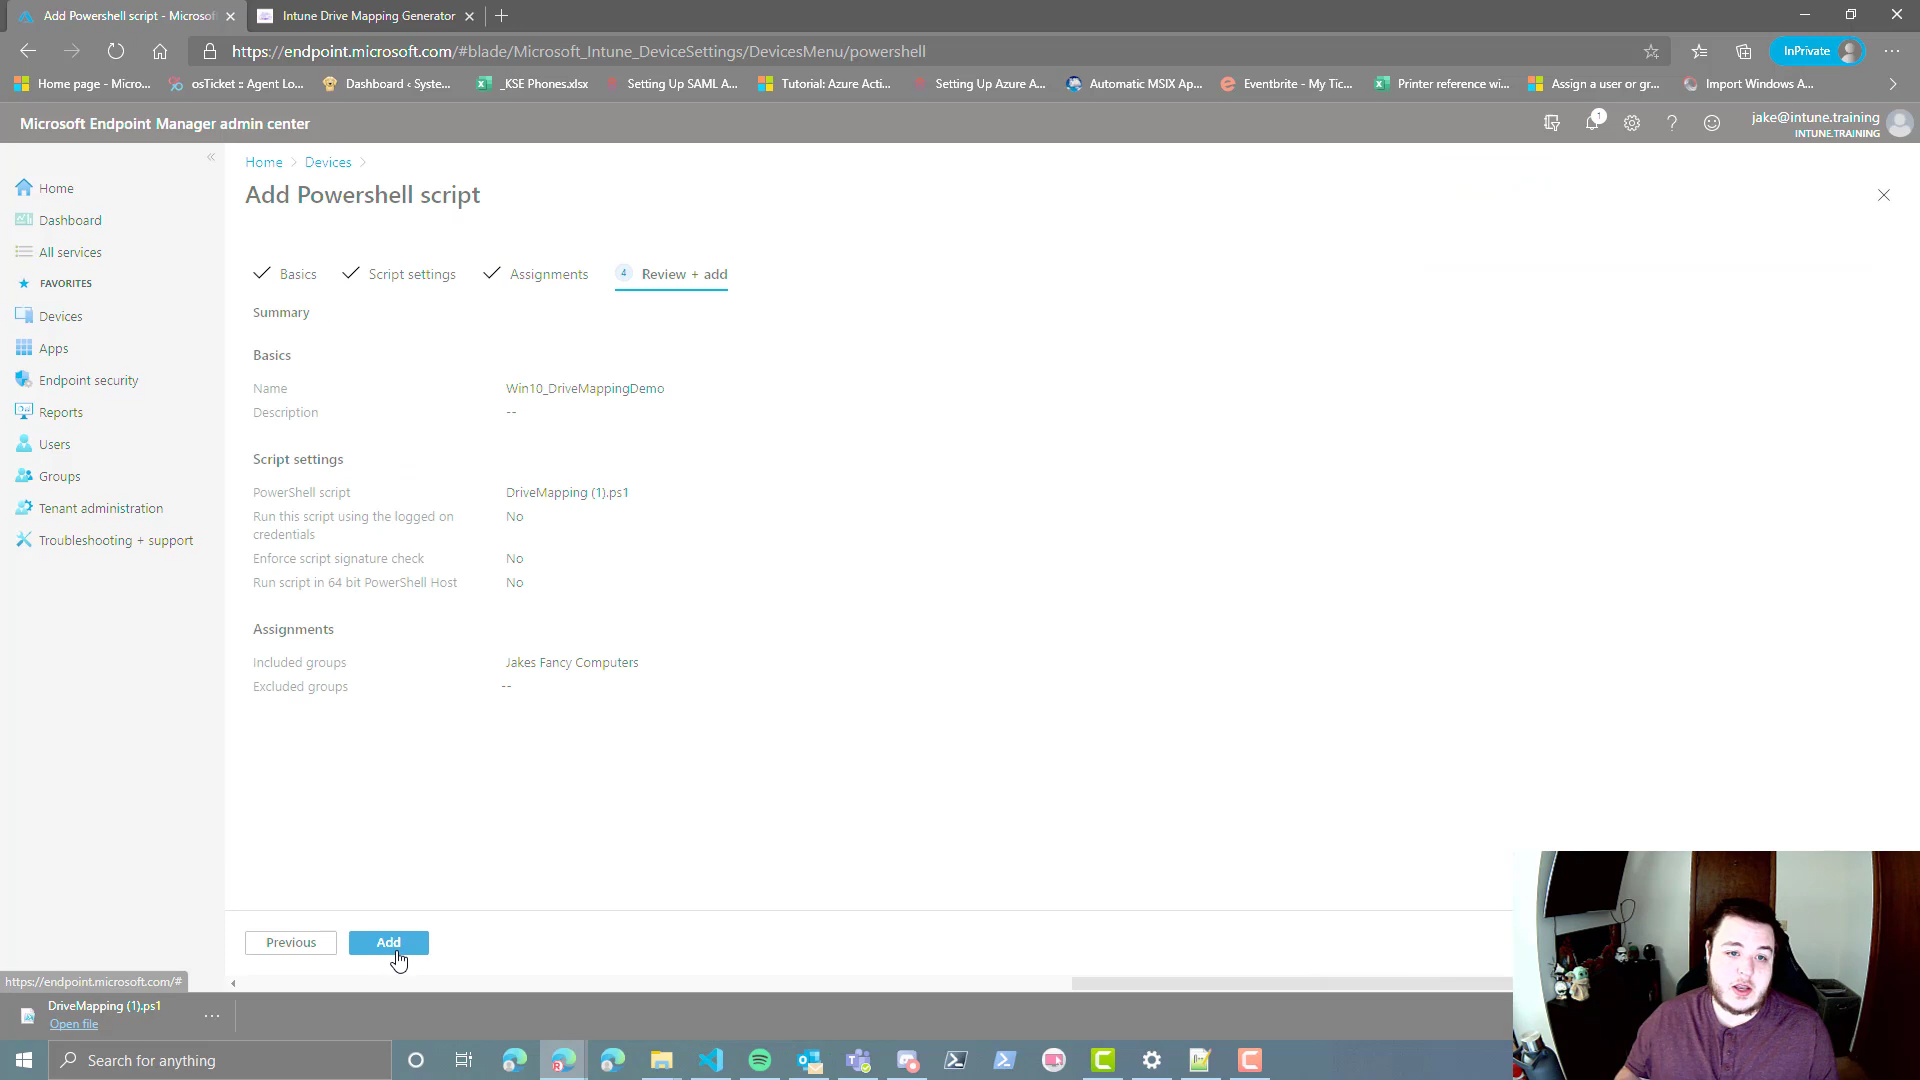 Add Powershell script - Microsof
Intune Drive Mapping Generator
https://endpoint.microsoft.com/#blade/Microsoft_Intune_DeviceSettings/DevicesMenu/powershell
InPrivate
Home page - Micro...
osTicket :: Agent Lo...
Dashboard ‹ Syste...
_KSE Phones.xlsx
Setting Up SAML A...
Tutorial: Azure Acti...
Setting Up Azure A...
Automatic MSIX Ap...
Eventbrite - My Tic...
Printer reference wi...
Assign a user or gr...
Import Windows A...
Microsoft Endpoint Manager admin center
1
jake@intune.training
INTUNE.TRAINING
Home
Dashboard
All services
FAVORITES
Devices
Apps
Endpoint security
Reports
Users
Groups
Tenant administration
Troubleshooting + support
Home > Devices >
Add Powershell script
Basics
Script settings
Assignments
4 Review + add
Summary
Basics
Name Win10_DriveMappingDemo
Description --
Script settings
PowerShell script DriveMapping (1).ps1
Run this script using the logged on No
credentials
Enforce script signature check No
Run script in 64 bit PowerShell Host No
Assignments
Included groups Jakes Fancy Computers
Excluded groups --
Previous
Add
https://endpoint.microsoft.com/#
DriveMapping (1).ps1
Open file
Search for anything